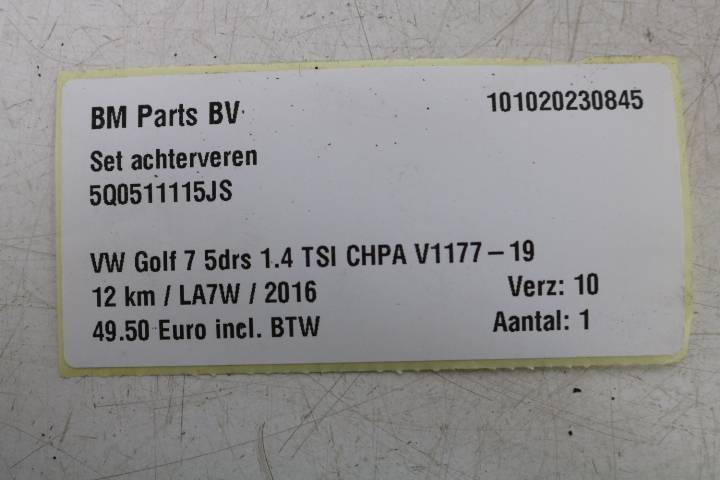 BM Parts BV 101020230845
Set achterveren
5Q0511115JS
VW Golf 7 5drs 1.4 TSI CHPA V1177 – 19
12 km / LA7W / 2016 Verz: 10
49.50 Euro incl. BTW Aantal: 1